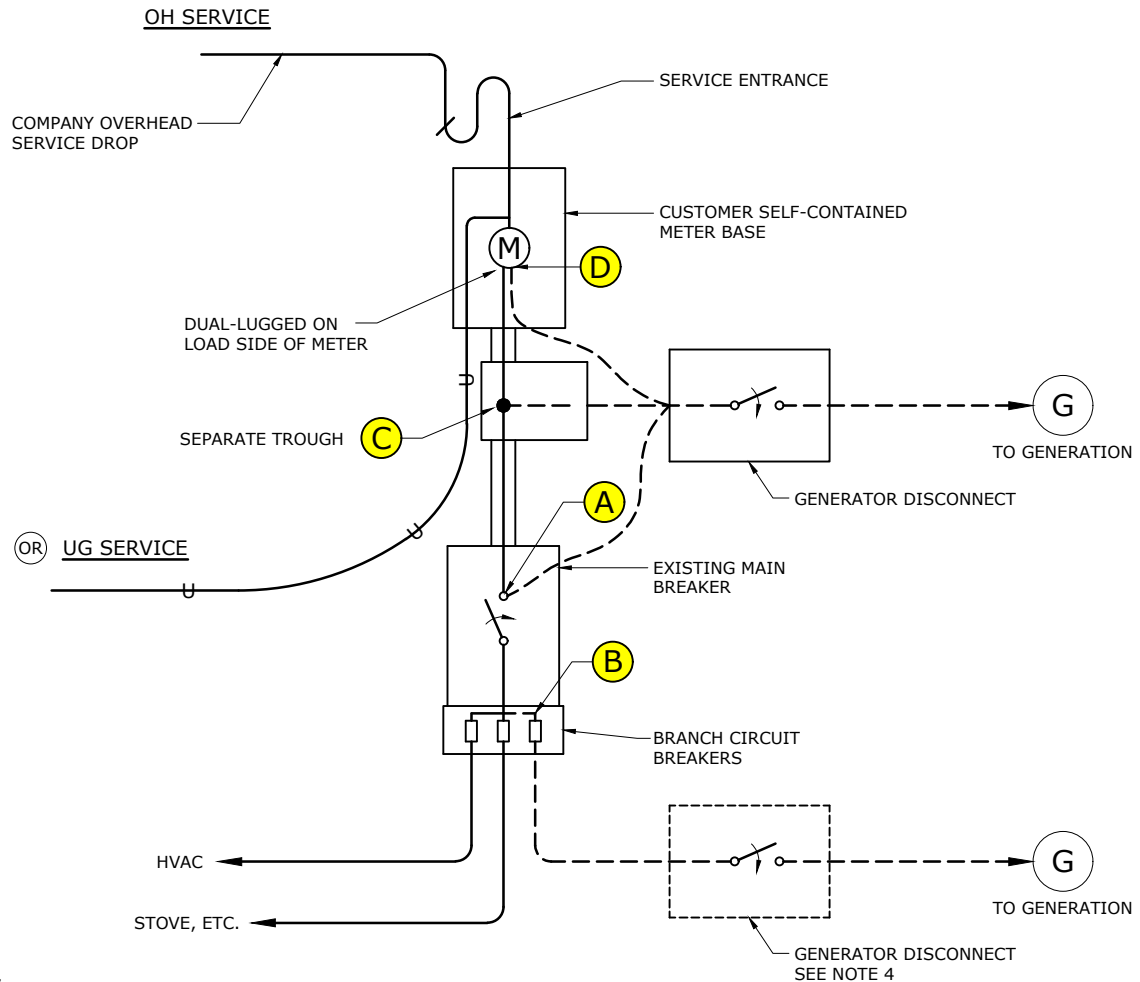 OH SERVICE
COMPANY OVERHEAD
SERVICE DROP
SERVICE ENTRANCE
CUSTOMER SELF-CONTAINED
METER BASE
M
D
DUAL-LUGGED ON
LOAD SIDE OF METER
SEPARATE TROUGH
C
G
TO GENERATION
GENERATOR DISCONNECT
A
OR
UG SERVICE
U
U
U
EXISTING MAIN
BREAKER
B
BRANCH CIRCUIT
BREAKERS
HVAC
STOVE, ETC.
G
TO GENERATION
GENERATOR DISCONNECT
SEE NOTE 4